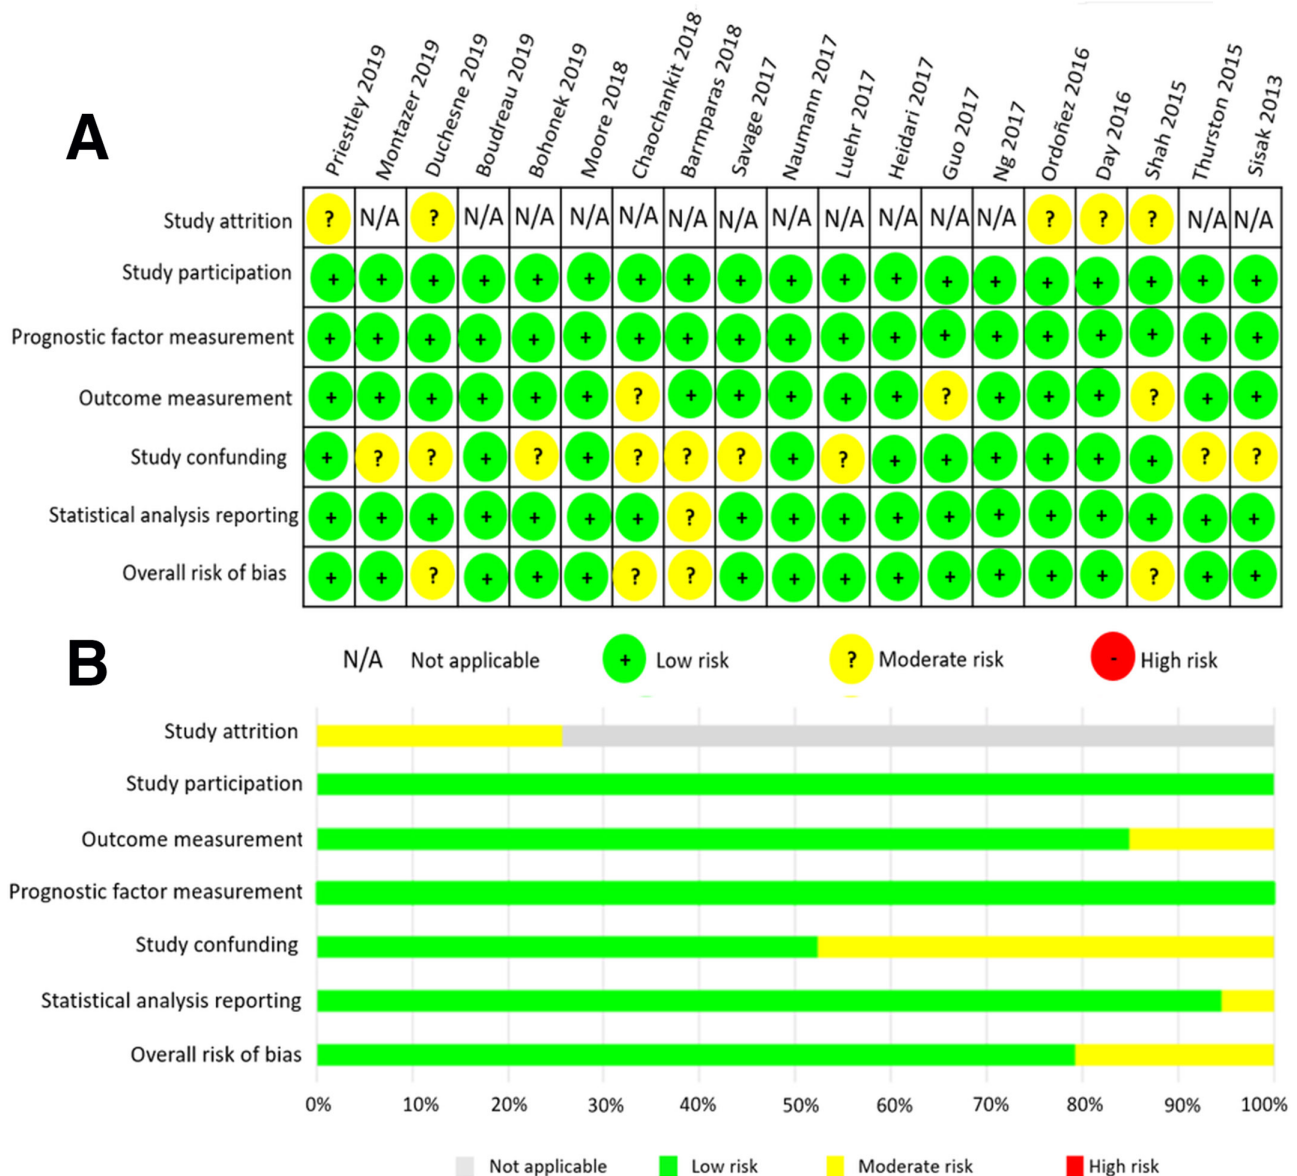 Priestley 2019 Montazer 2019 Duchesne 2019 Boudreau 2019 Bohonek 2019 Moore 2018 Chaochankit 2018 Barmparas 2018 Savage 2017 Naumann 2017 Luehr 2017 Heidari 2017 Guo 2017 Ng 2017 Ordoñez 2016 Day 2016 Shah 2015 Thurston 2015 Sisak 2013
A
Study attrition ? N/A ? N/A N/A N/A N/A N/A N/A N/A N/A N/A N/A N/A ? ? ? N/A N/A
Study participation + + + + + + + + + + + + + + + + + + +
Prognostic factor measurement + + + + + + + + + + + + + + + + + + +
Outcome measurement + + + + + + ? + + + + + ? + + + ? + +
Study confunding + ? ? + ? + ? ? ? + ? + + + + + + ? ?
Statistical analysis reporting + + + + + + + ? + + + + + + + + + + +
Overall risk of bias + + ? + + + ? ? + + + + + + + + ? + +
N/A Not applicable + Low risk ? Moderate risk - High risk
B
Study attrition
Study participation
Outcome measurement
Prognostic factor measurement
Study confunding
Statistical analysis reporting
Overall risk of bias
0% 10% 20% 30% 40% 50% 60% 70% 80% 90% 100%
Not applicable Low risk Moderate risk High risk